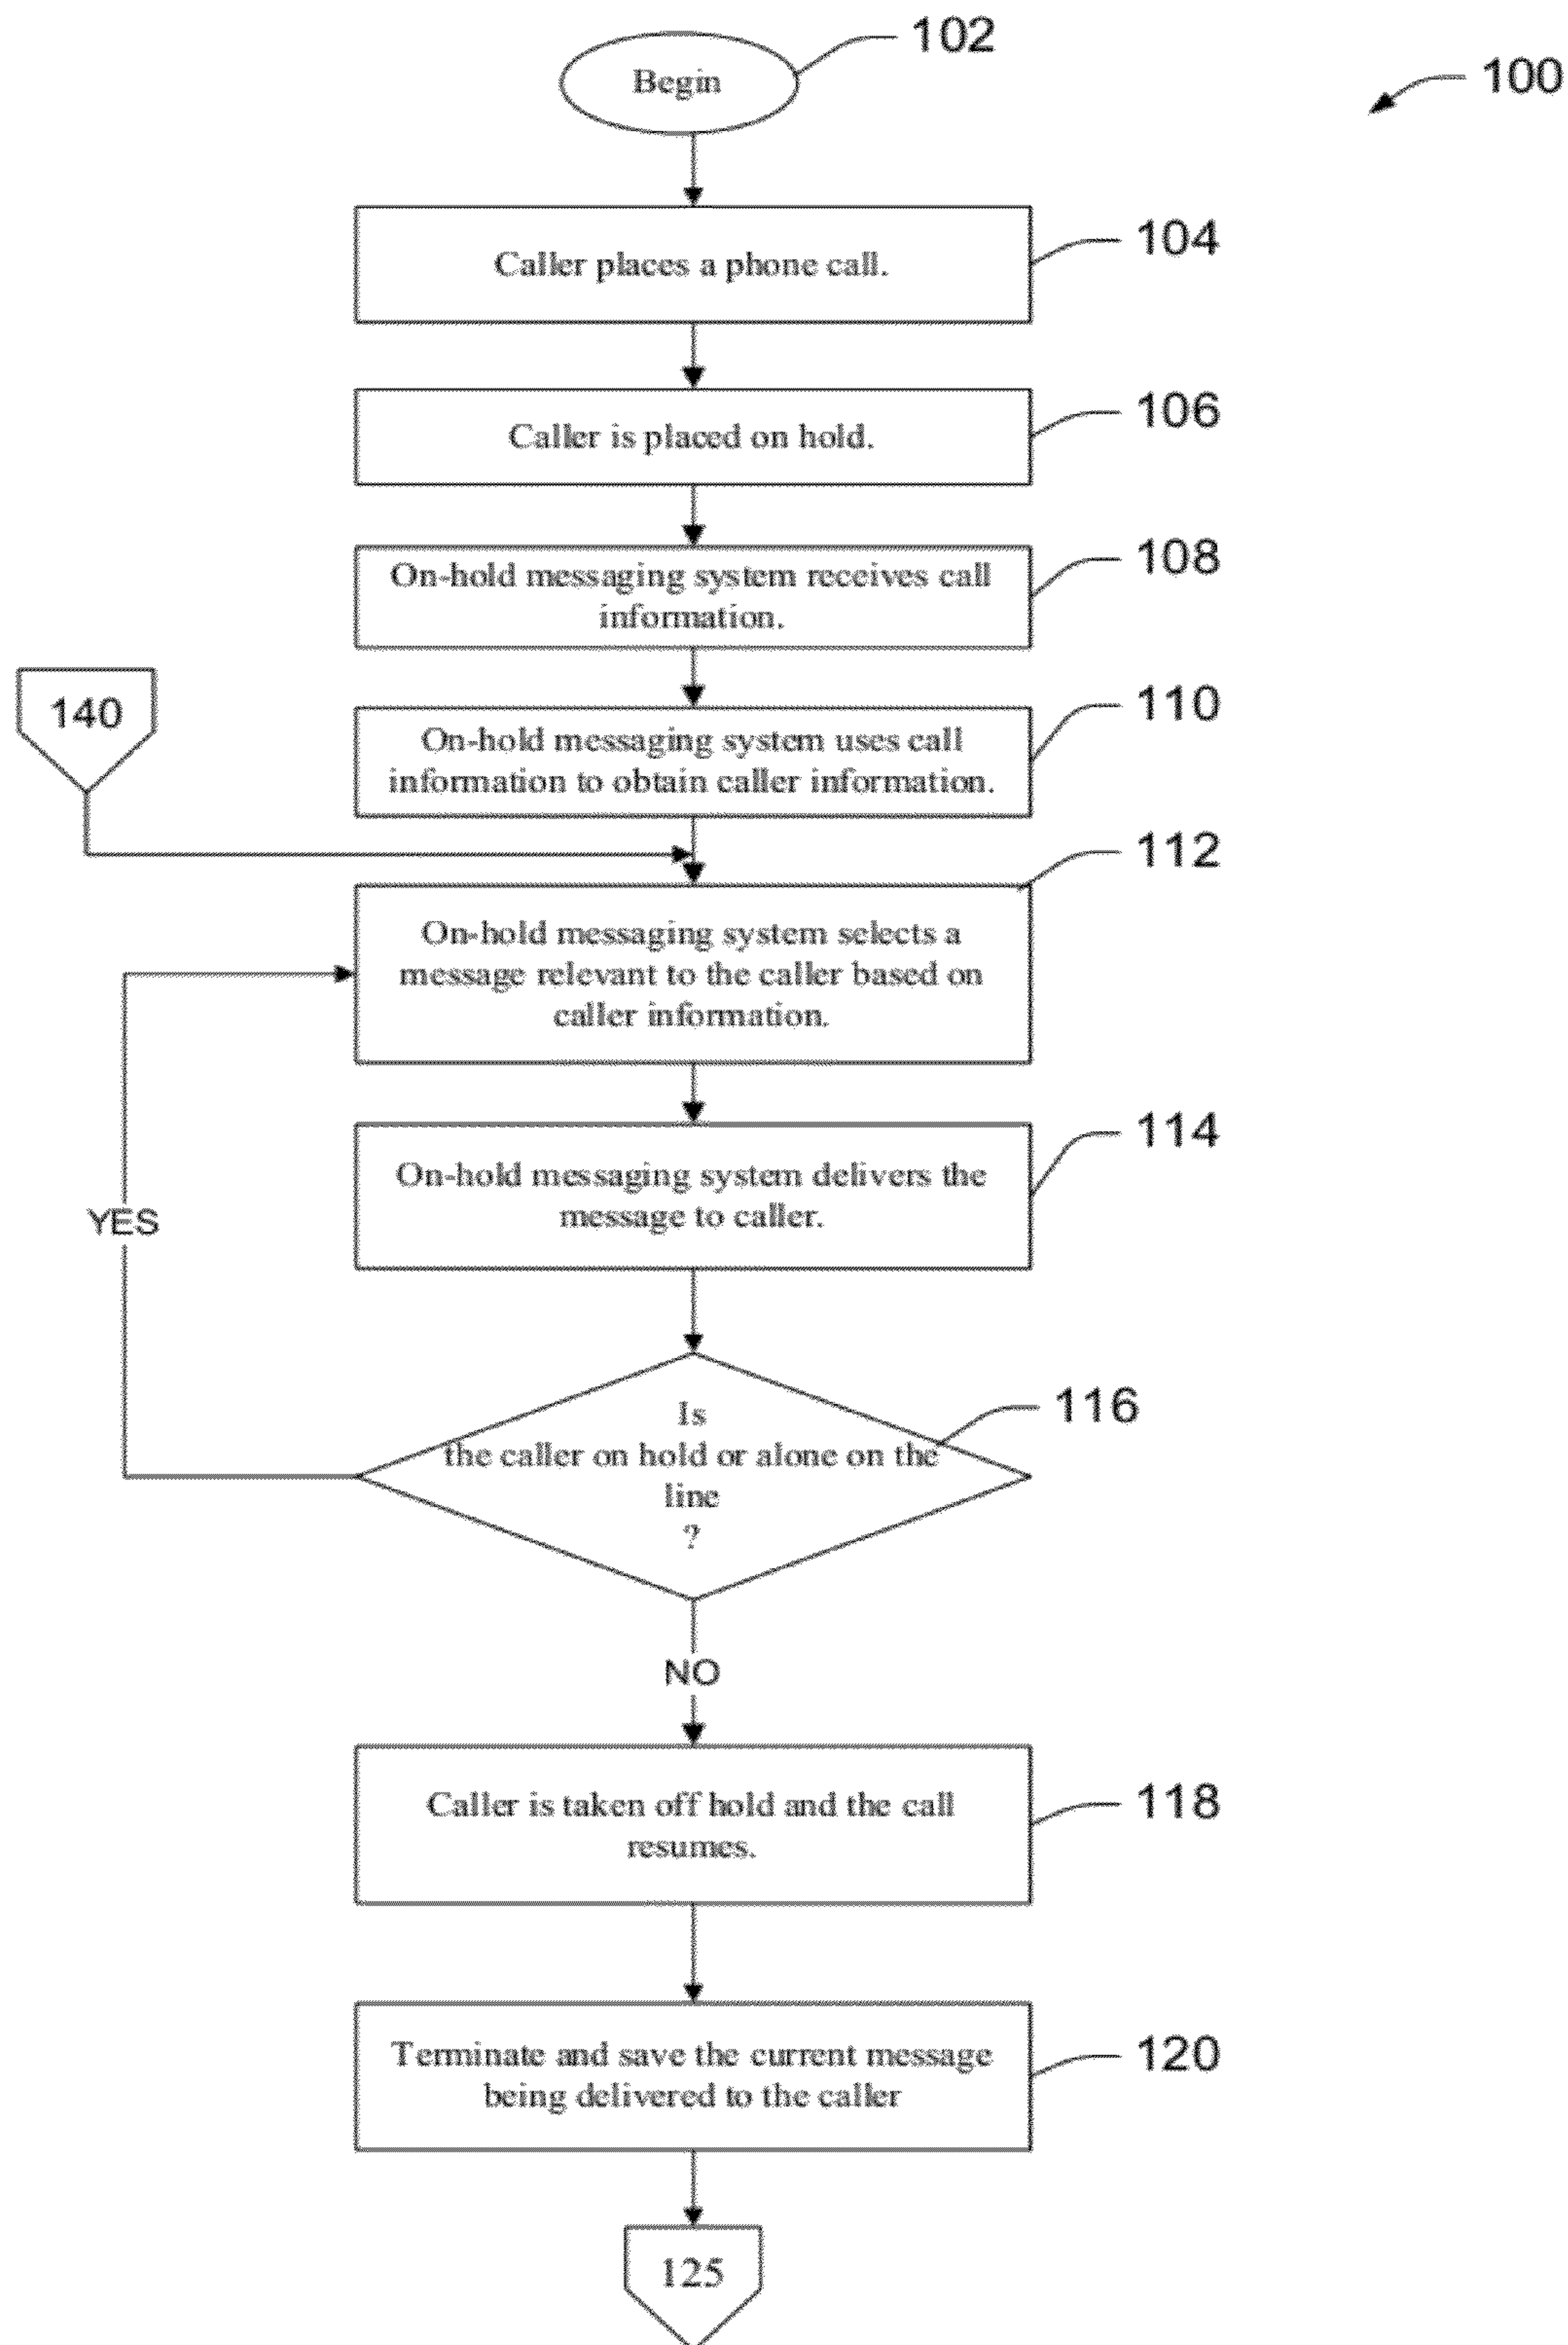 102
Begin
100
Caller places a phone call.
104
Caller is placed on hold.
106
On-hold messaging system receives call
information.
108
140
On-hold messaging system uses call
information to obtain caller information.
110
112
On-hold messaging system selects a
message relevant to the caller based on
caller information.
On-hold messaging system delivers the
message to caller.
114
YES
Is
the caller on hold or alone on the
line
?
116
NO
Caller is taken off hold and the call
resumes.
118
Terminate and save the current message
being delivered to the caller
120
125